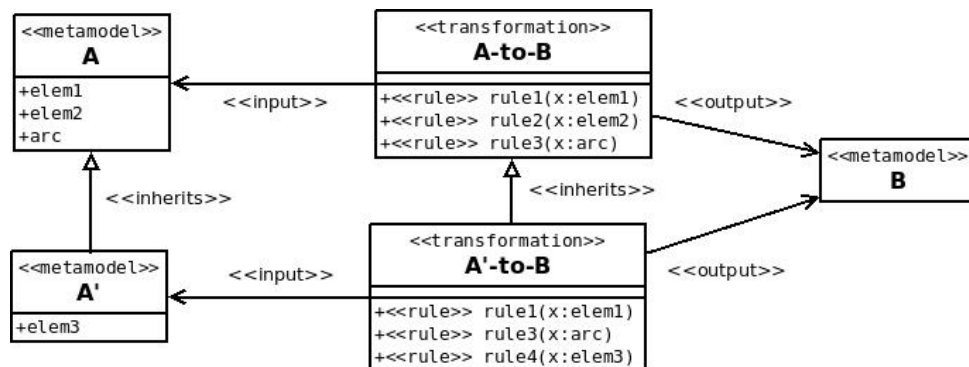 <<metamodel>>
A
+elem1
+elem2
+arc
<<input>>
<<transformation>>
A-to-B
+<<rule>> rule1(x:elem1)
+<<rule>> rule2(x:elem2)
+<<rule>> rule3(x:arc)
<<output>>
<<metamodel>>
B
<<inherits>>
<<inherits>>
<<metamodel>>
A'
+elem3
<<input>>
<<transformation>>
A'-to-B
+<<rule>> rule1(x:elem1)
+<<rule>> rule3(x:arc)
+<<rule>> rule4(x:elem3)
<<output>>